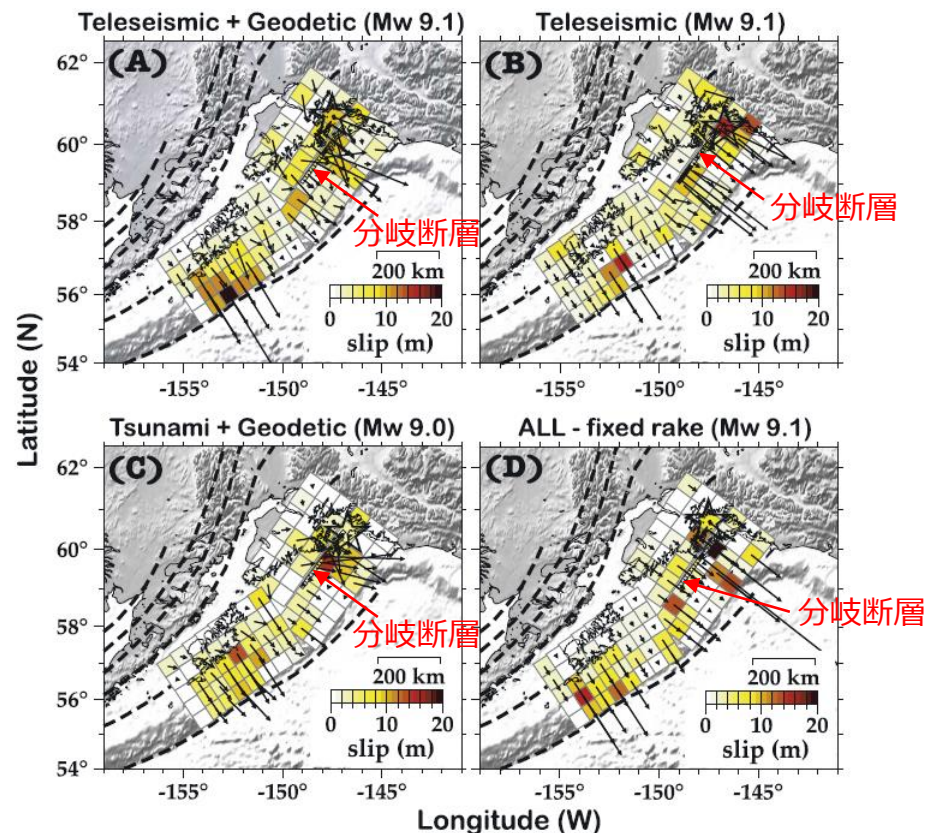 Teleseismic + Geodetic (Mw 9.1)
Teleseismic (Mw 9.1)
(A)
(B)
62°
60°
58°
56°
54°
分岐断層
分岐断層
200 km
0 10 20
slip (m)
200 km
0 10 20
slip (m)
-155° -150° -145°
-155° -150° -145°
Latitude (N)
Tsunami + Geodetic (Mw 9.0)
ALL - fixed rake (Mw 9.1)
(C)
(D)
62°
60°
58°
56°
54°
分岐断層
分岐断層
200 km
0 10 20
slip (m)
200 km
0 10 20
slip (m)
-155° -150° -145°
-155° -150° -145°
Longitude (W)